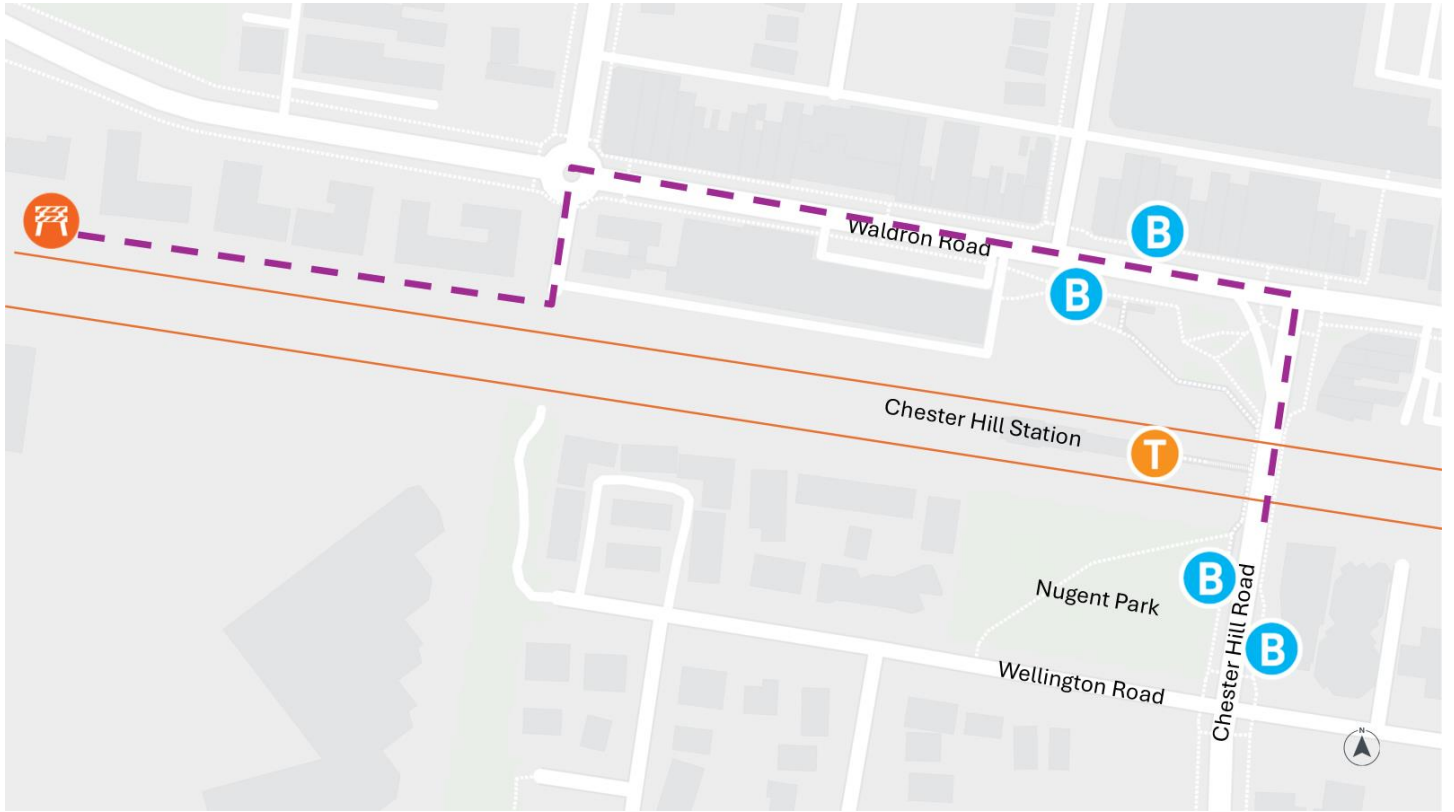 Waldron Road
B
B
Chester Hill Station
T
B
Nugent Park
Chester Hill Road
B
Wellington Road
N